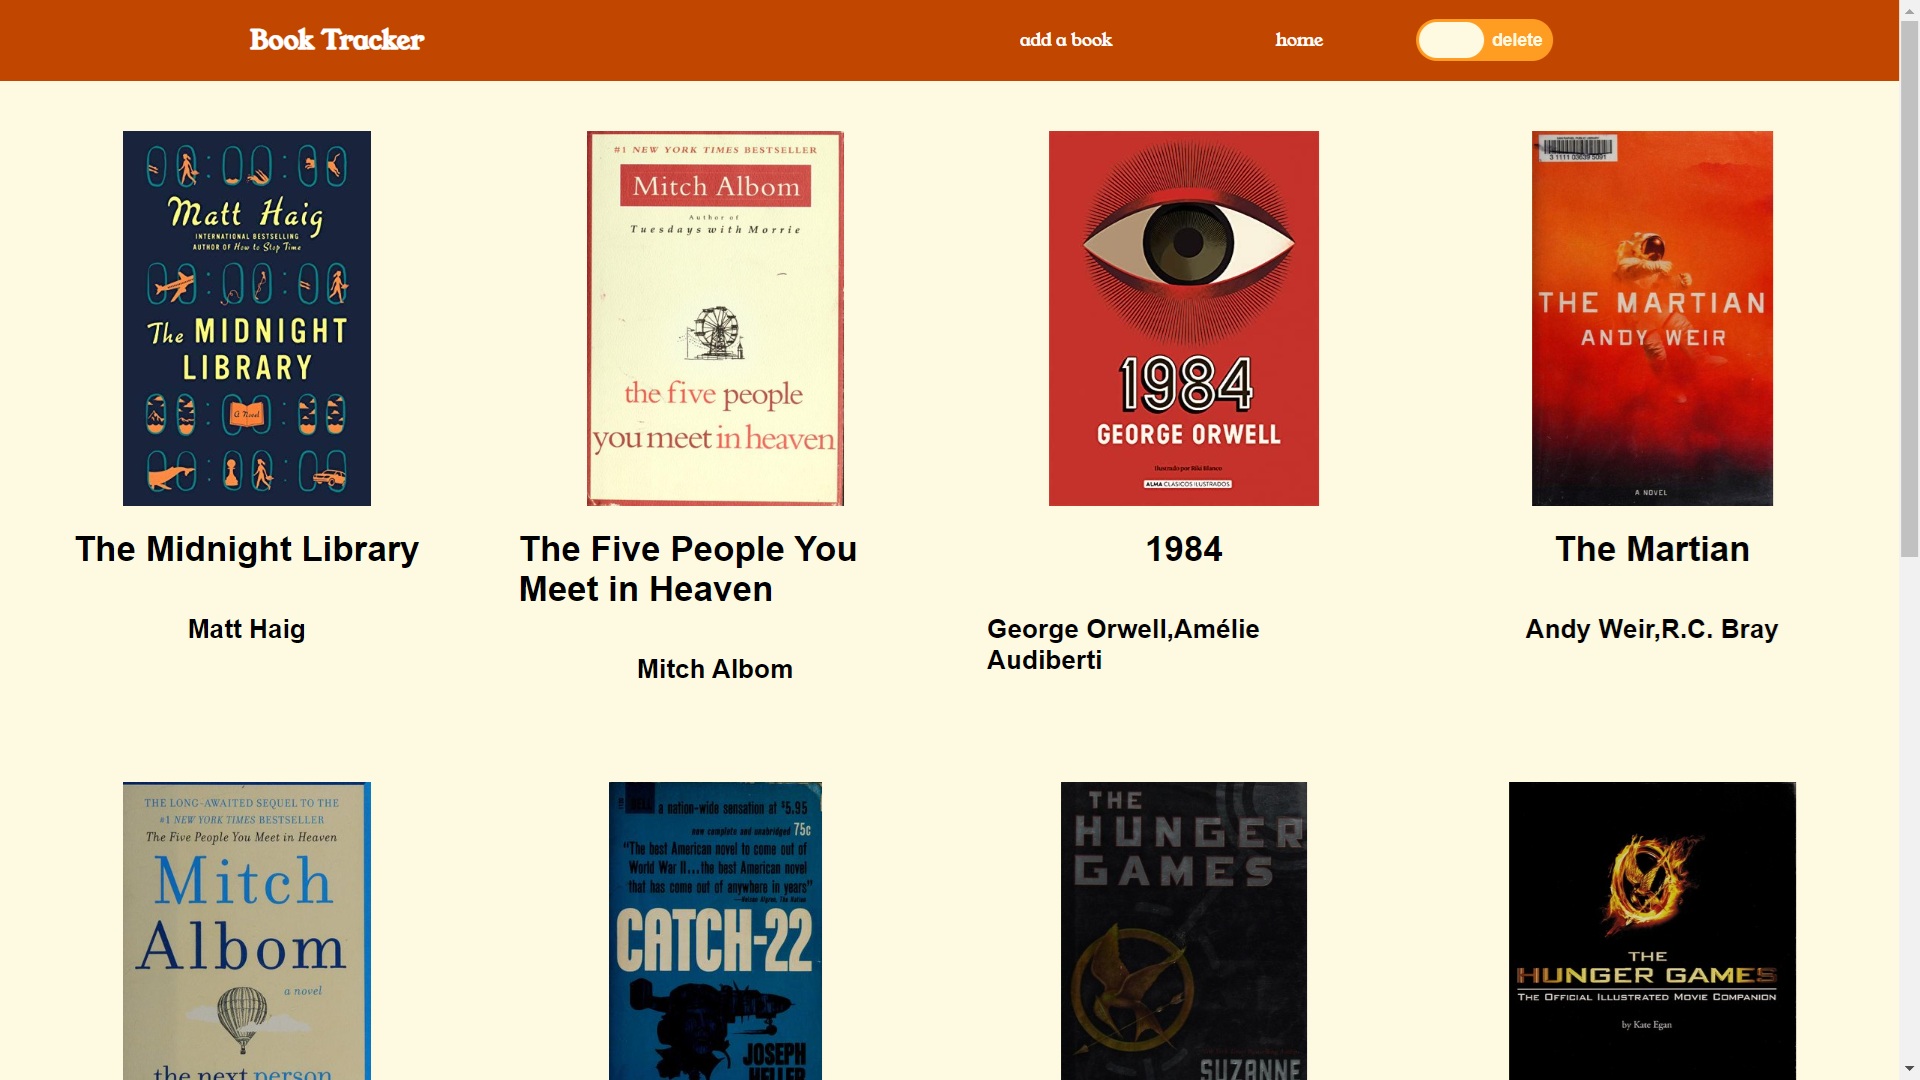 Book Tracker
add a book
home
delete
Matt Haig
INTERNATIONAL BESTSELLING
AUTHOR OF How to Stop Time
The MIDNIGHT
LIBRARY
A Novel
The Midnight Library
Matt Haig
#1 NEW YORK TIMES BESTSELLER
Mitch Albom
Author of
Tuesdays with Morrie
the five people
you meet in heaven
The Five People You
Meet in Heaven
Mitch Albom
1984
GEORGE ORWELL
Ilustrado por Riki Blanco
ALMA CLÁSICOS ILUSTRADOS
1984
George Orwell,Amélie
Audiberti
3 1111 03639 5091
THE MARTIAN
ANDY WEIR
A NOVEL
The Martian
Andy Weir,R.C. Bray
THE LONG-AWAITED SEQUEL TO THE
#1 NEW YORK TIMES BESTSELLER
The Five People You Meet in Heaven
Mitch
Albom
a novel
the next person
a nation-wide sensation at $5.95
now complete and unabridged 75c
"The best American novel to come out of
World War II...the best American novel
that has come out of anywhere in years"
—Nelson Algren, The Nation
CATCH-22
JOSEPH
HELLER
THE
HUNGER
GAMES
SUZANNE
THE
HUNGER GAMES
THE OFFICIAL ILLUSTRATED MOVIE COMPANION
by Kate Egan